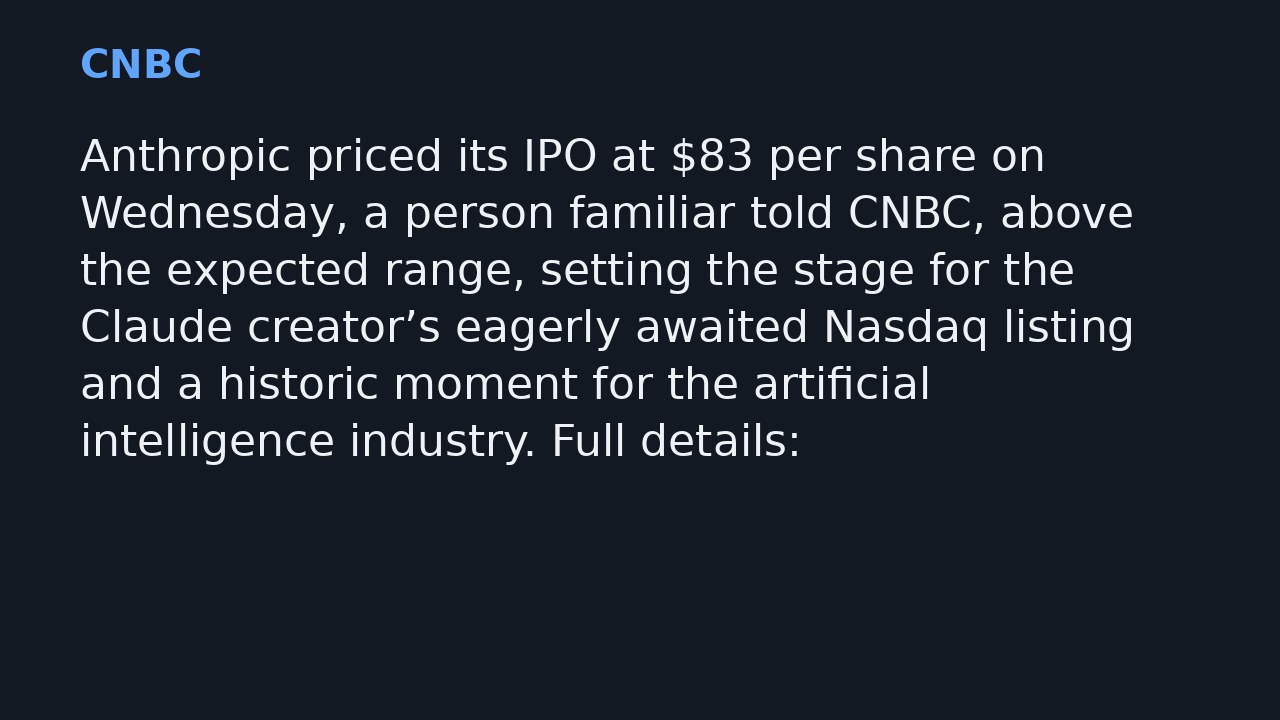 CNBC
Anthropic priced its IPO at $83 per share on
Wednesday, a person familiar told CNBC, above
the expected range, setting the stage for the
Claude creator’s eagerly awaited Nasdaq listing
and a historic moment for the artificial
intelligence industry. Full details: